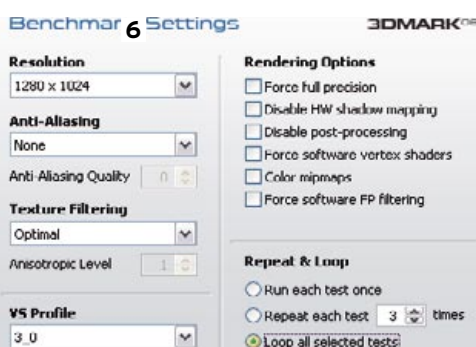 Benchmar 6 Settings
3DMARK
Resolution
1280 x 1024
Anti-Aliasing
None
Anti-Aliasing Quality 0
Texture Filtering
Optimal
Anisotropic Level 1
VS Profile
3_0
Rendering Options
Force full precision
Disable HW shadow mapping
Disable post-processing
Force software vertex shaders
Color mipmaps
Force software FP filtering
Repeat & Loop
Run each test once
Repeat each test 3 times
Loop all selected tests